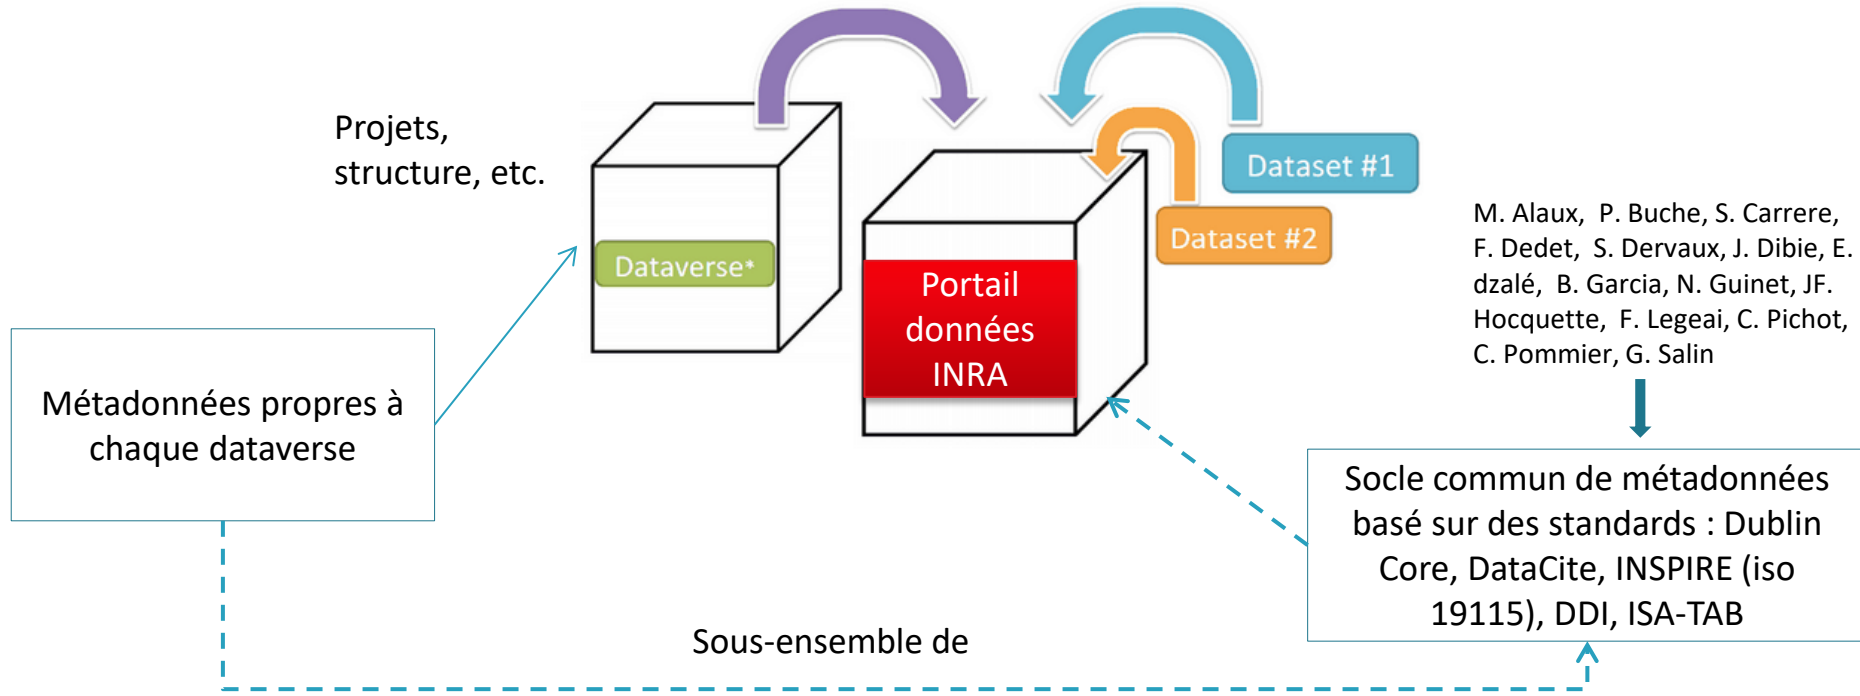 Projets,
structure, etc.
Dataverse*
Portail
données
INRA
Dataset #1
Dataset #2
M. Alaux, P. Buche, S. Carrere,
F. Dedet, S. Dervaux, J. Dibie, E.
dzalé, B. Garcia, N. Guinet, JF.
Hocquette, F. Legeai, C. Pichot,
C. Pommier, G. Salin
Métadonnées propres à
chaque dataverse
Socle commun de métadonnées
basé sur des standards : Dublin
Core, DataCite, INSPIRE (iso
19115), DDI, ISA-TAB
Sous-ensemble de